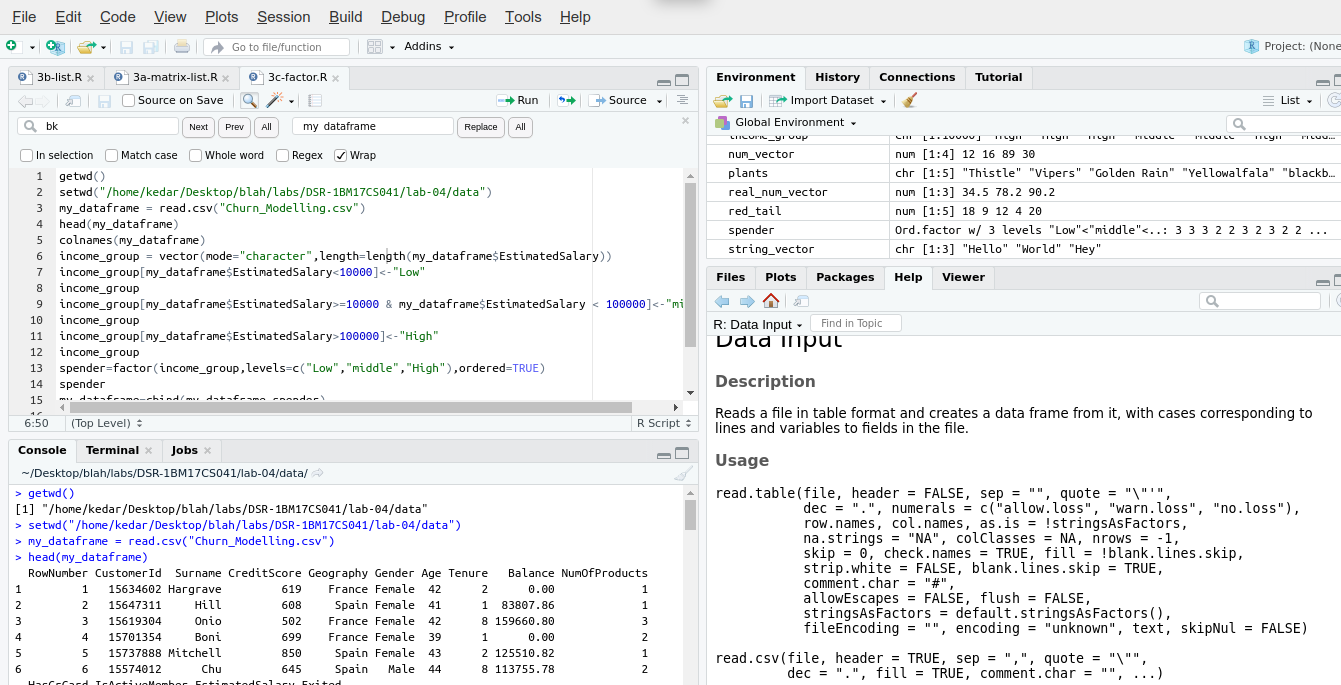 File Edit Code View Plots Session Build Debug Profile Tools Help
Go to file/function Addins Project: (None
3b-list.R 3a-matrix-list.R 3c-factor.R
Source on Save Run Source
bk Next Prev All my dataframe Replace All
In selection Match case Whole word Regex Wrap
1 getwd()
2 setwd("/home/kedar/Desktop/blah/labs/DSR-1BM17CS041/lab-04/data")
3 my_dataframe = read.csv("Churn_Modelling.csv")
4 head(my_dataframe)
5 colnames(my_dataframe)
6 income_group = vector(mode="character",length=length(my_dataframe$EstimatedSalary))
7 income_group[my_dataframe$EstimatedSalary<10000]<-"Low"
8 income_group
9 income_group[my_dataframe$EstimatedSalary>=10000 & my_dataframe$EstimatedSalary < 100000]<-"mi
10 income_group
11 income_group[my_dataframe$EstimatedSalary>100000]<-"High"
12 income_group
13 spender=factor(income_group,levels=c("Low","middle","High"),ordered=TRUE)
14 spender
15 my_dataframe=cbind(my_dataframe,spender)
16
6:50 (Top Level) R Script
Console Terminal Jobs
~/Desktop/blah/labs/DSR-1BM17CS041/lab-04/data/
> getwd()
[1] "/home/kedar/Desktop/blah/labs/DSR-1BM17CS041/lab-04/data"
> setwd("/home/kedar/Desktop/blah/labs/DSR-1BM17CS041/lab-04/data")
> my_dataframe = read.csv("Churn_Modelling.csv")
> head(my_dataframe)
RowNumber CustomerId Surname CreditScore Geography Gender Age Tenure Balance NumOfProducts
1 1 15634602 Hargrave 619 France Female 42 2 0.00 1
2 2 15647311 Hill 608 Spain Female 41 1 83807.86 1
3 3 15619304 Onio 502 France Female 42 8 159660.80 3
4 4 15701354 Boni 699 France Female 39 1 0.00 2
5 5 15737888 Mitchell 850 Spain Female 43 2 125510.82 1
6 6 15574012 Chu 645 Spain Male 44 8 113755.78 2
HasCrCard IsActiveMember EstimatedSalary Exited
Environment History Connections Tutorial
Import Dataset List
Global Environment
income_group chr [1:10000] "High" "High" "High" "Middle" "Middle" "High" "High" "Midd…
num_vector num [1:4] 12 16 89 30
plants chr [1:5] "Thistle" "Vipers" "Golden Rain" "Yellowalfala" "blackb…
real_num_vector num [1:3] 34.5 78.2 90.2
red_tail num [1:5] 18 9 12 4 20
spender Ord.factor w/ 3 levels "Low"<"middle"<..: 3 3 3 2 2 3 2 3 2 2 ...
string_vector chr [1:3] "Hello" "World" "Hey"
Files Plots Packages Help Viewer
R: Data Input Find in Topic
Data Input
Description
Reads a file in table format and creates a data frame from it, with cases corresponding to
lines and variables to fields in the file.
Usage
read.table(file, header = FALSE, sep = "", quote = "\"'",
dec = ".", numerals = c("allow.loss", "warn.loss", "no.loss"),
row.names, col.names, as.is = !stringsAsFactors,
na.strings = "NA", colClasses = NA, nrows = -1,
skip = 0, check.names = TRUE, fill = !blank.lines.skip,
strip.white = FALSE, blank.lines.skip = TRUE,
comment.char = "#",
allowEscapes = FALSE, flush = FALSE,
stringsAsFactors = default.stringsAsFactors(),
fileEncoding = "", encoding = "unknown", text, skipNul = FALSE)
read.csv(file, header = TRUE, sep = ",", quote = "\"",
dec = ".", fill = TRUE, comment.char = "", ...)